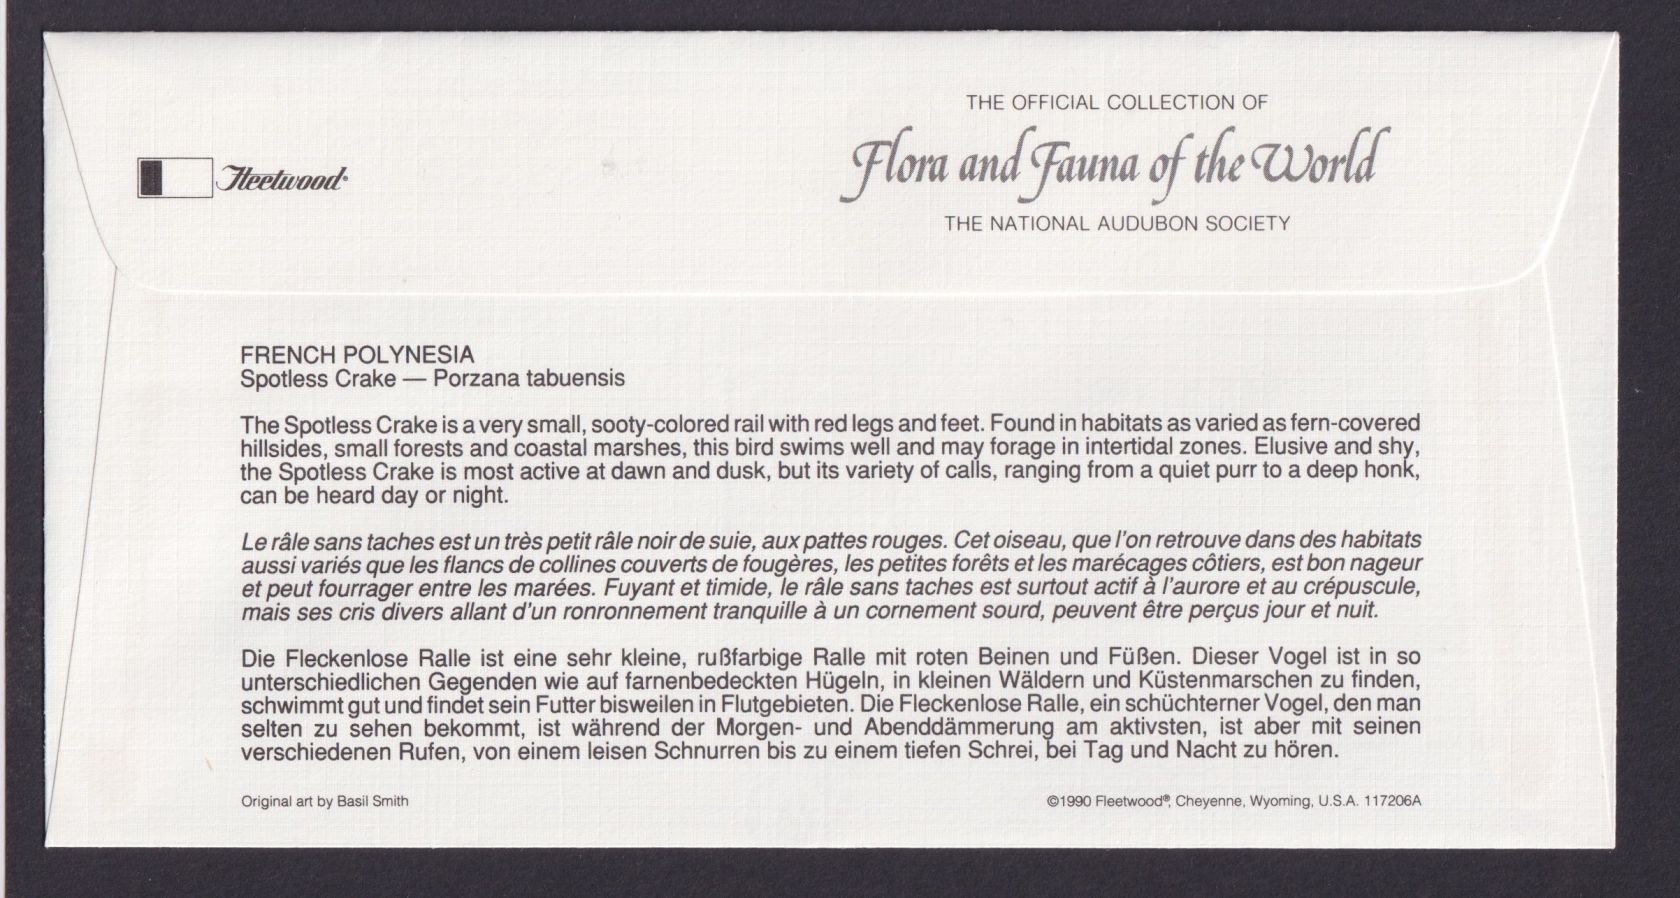 THE OFFICIAL COLLECTION OF
Flora and Fauna of the World
THE NATIONAL AUDUBON SOCIETY
Fleetwood®
FRENCH POLYNESIA
Spotless Crake — Porzana tabuensis
The Spotless Crake is a very small, sooty-colored rail with red legs and feet. Found in habitats as varied as fern-covered
hillsides, small forests and coastal marshes, this bird swims well and may forage in intertidal zones. Elusive and shy,
the Spotless Crake is most active at dawn and dusk, but its variety of calls, ranging from a quiet purr to a deep honk,
can be heard day or night.
Le râle sans taches est un très petit râle noir de suie, aux pattes rouges. Cet oiseau, que l'on retrouve dans des habitats
aussi variés que les flancs de collines couverts de fougères, les petites forêts et les marécages côtiers, est bon nageur
et peut fourrager entre les marées. Fuyant et timide, le râle sans taches est surtout actif à l'aurore et au crépuscule,
mais ses cris divers allant d'un ronronnement tranquille à un cornement sourd, peuvent être perçus jour et nuit.
Die Fleckenlose Ralle ist eine sehr kleine, rußfarbige Ralle mit roten Beinen und Füßen. Dieser Vogel ist in so
unterschiedlichen Gegenden wie auf farnenbedeckten Hügeln, in kleinen Wäldern und Küstenmarschen zu finden,
schwimmt gut und findet sein Futter bisweilen in Flutgebieten. Die Fleckenlose Ralle, ein schüchterner Vogel, den man
selten zu sehen bekommt, ist während der Morgen- und Abenddämmerung am aktivsten, ist aber mit seinen
verschiedenen Rufen, von einem leisen Schnurren bis zu einem tiefen Schrei, bei Tag und Nacht zu hören.
Original art by Basil Smith
©1990 Fleetwood®, Cheyenne, Wyoming, U.S.A. 117206A